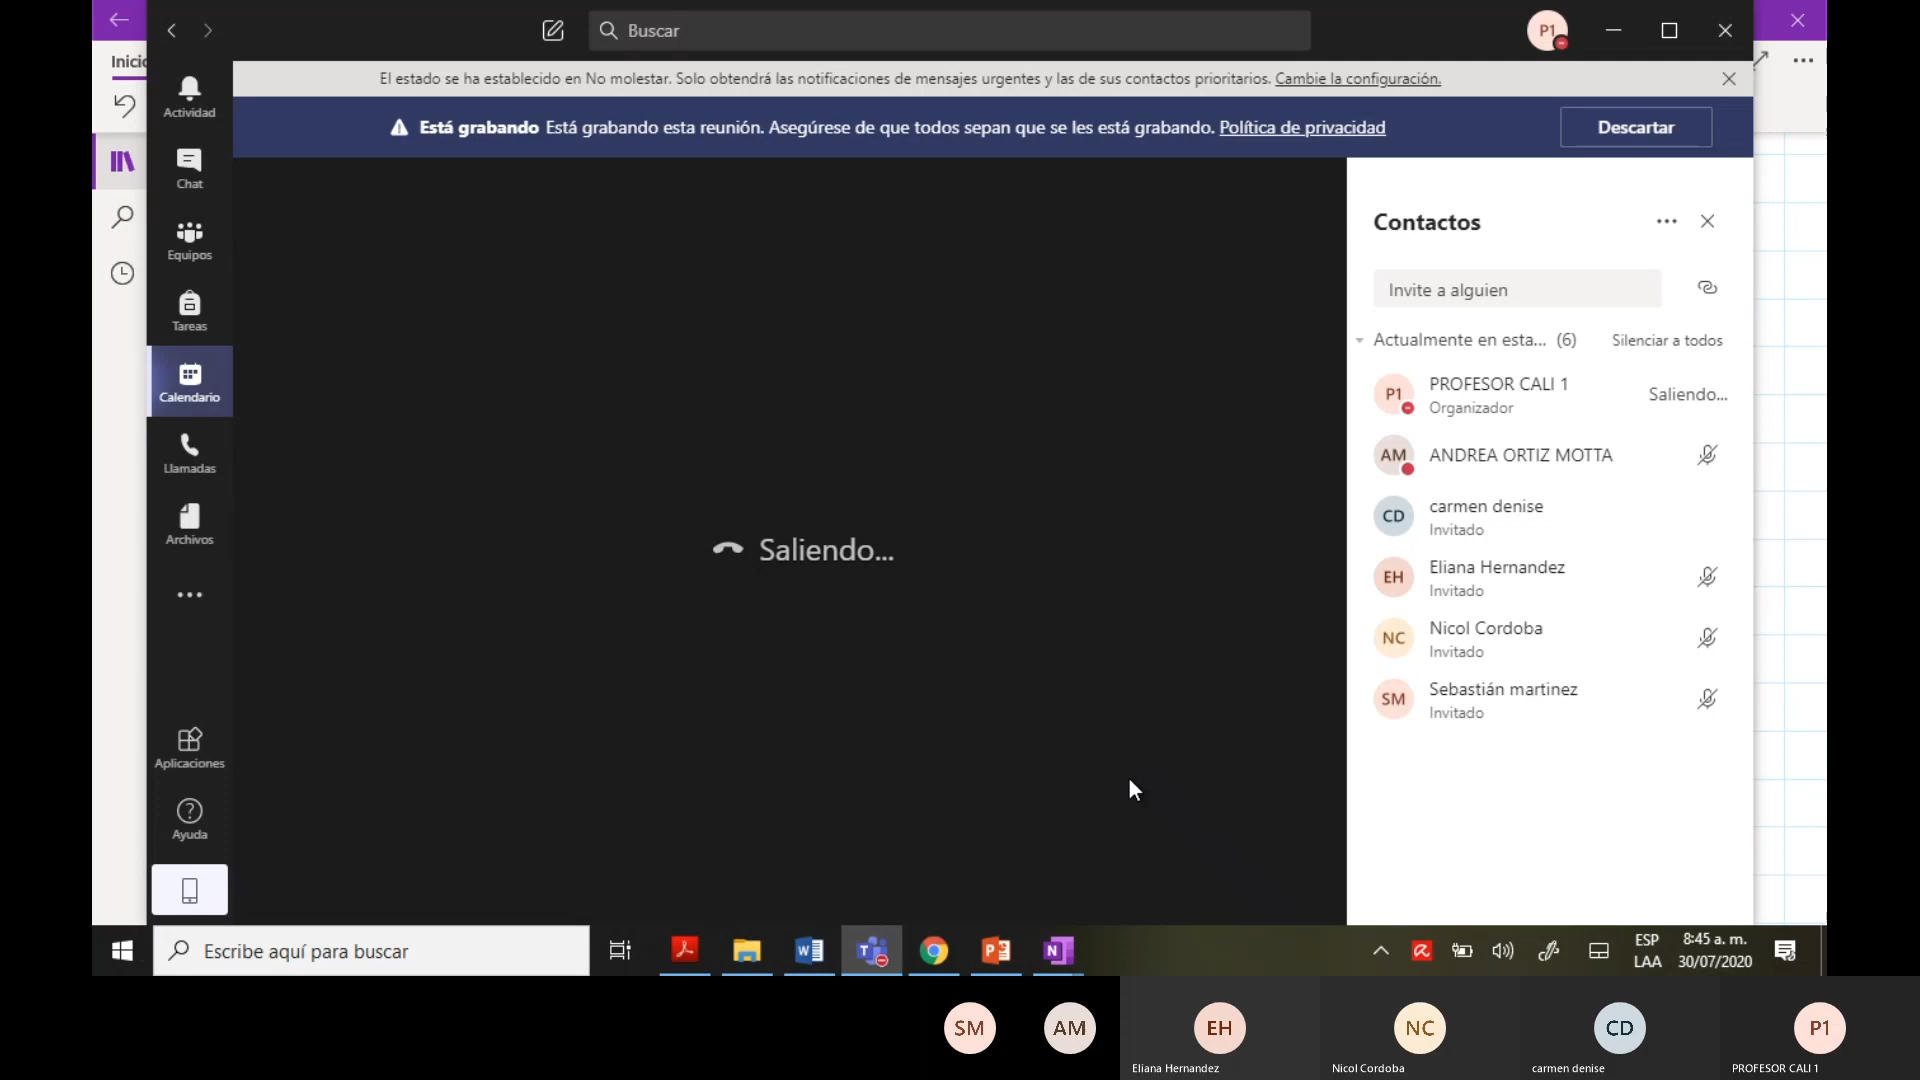 Buscar
P1
Inicio
El estado se ha establecido en No molestar. Solo obtendrá las notificaciones de mensajes urgentes y las de sus contactos prioritarios. Cambie la configuración.
Está grabando Está grabando esta reunión. Asegúrese de que todos sepan que se les está grabando. Política de privacidad
Descartar
Actividad
Chat
Equipos
Tareas
Calendario
Llamadas
Archivos
Aplicaciones
Ayuda
Saliendo...
Contactos
Invite a alguien
Actualmente en esta... (6)
Silenciar a todos
P1
PROFESOR CALI 1
Organizador
Saliendo...
AM
ANDREA ORTIZ MOTTA
CD
carmen denise
Invitado
EH
Eliana Hernandez
Invitado
NC
Nicol Cordoba
Invitado
SM
Sebastián martinez
Invitado
Escribe aquí para buscar
ESP
LAA
8:45 a. m.
30/07/2020
SM
AM
EH
Eliana Hernandez
NC
Nicol Cordoba
CD
carmen denise
P1
PROFESOR CALI 1